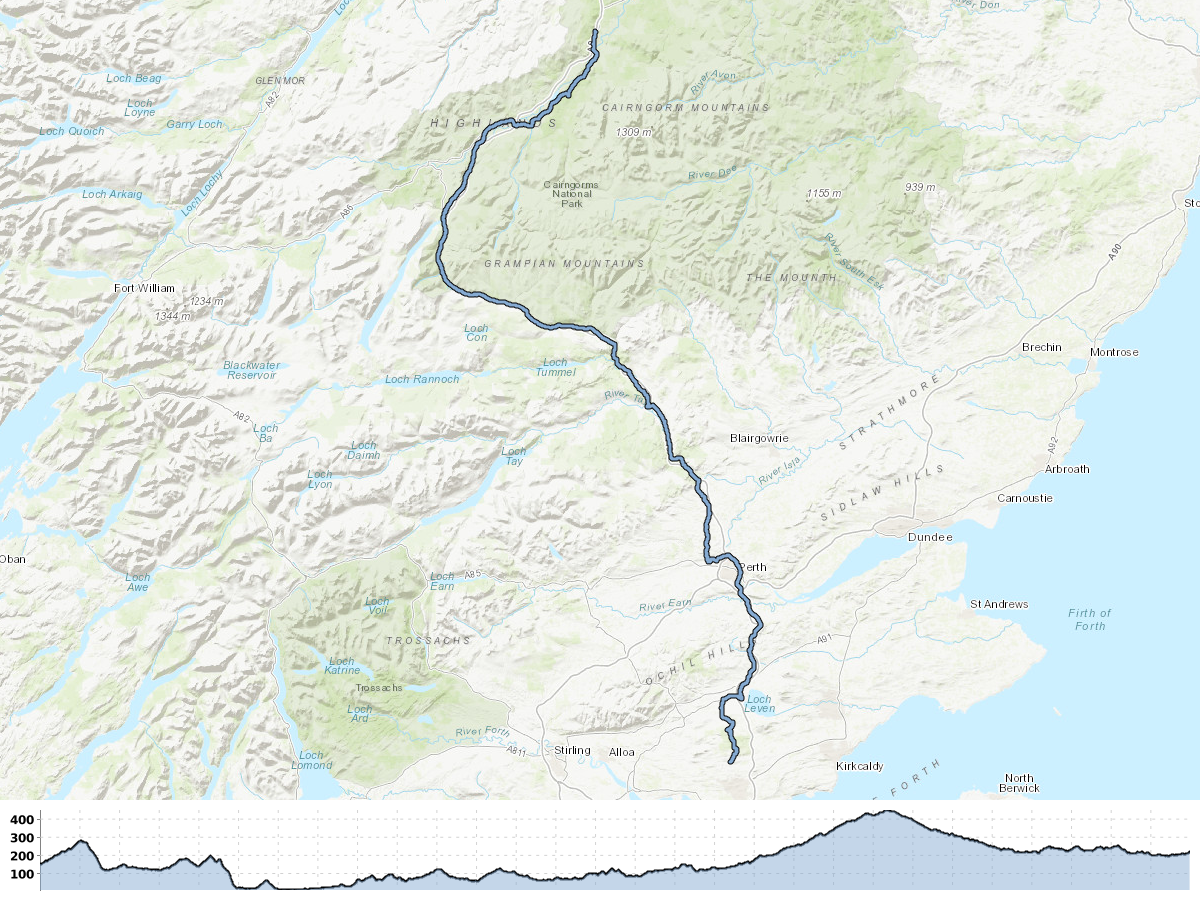 River Don
Loch Beag
GLEN MOR
River Avon
Loch
Loyne
A82
CAIRNGORM MOUNTAINS
Garry Loch
HIGHLANDS
Loch Quoich
1309 m
River Dee
Loch Lochy
Cairngorms
National
Park
Loch Arkaig
1155 m
939 m
A86
Sto
River South Esk
A90
GRAMPIAN MOUNTAINS
THE MOUNTH
Fort William
1234 m
1344 m
Loch
Con
Brechin
Montrose
Blackwater
Reservoir
Loch
Tummel
Loch Rannoch
River Ta
STRATHMORE
A82
Loch
Ba
Blairgowrie
Loch
Daimh
A92
Loch
Tay
River Isla
Arbroath
Loch
Lyon
SIDLAW HILLS
Carnoustie
Dundee
Oban
Perth
Loch
Awe
Loch
Earn
A85
Loch
Voil
River Earn
St Andrews
Firth of
Forth
TROSSACHS
A91
OCHIL HILLS
Loch
Katrine
Trossachs
Loch
Leven
Loch
Ard
River Forth
A811
Stirling
Alloa
Loch
Lomond
Kirkcaldy
FORTH
North
Berwick
400
300
200
100